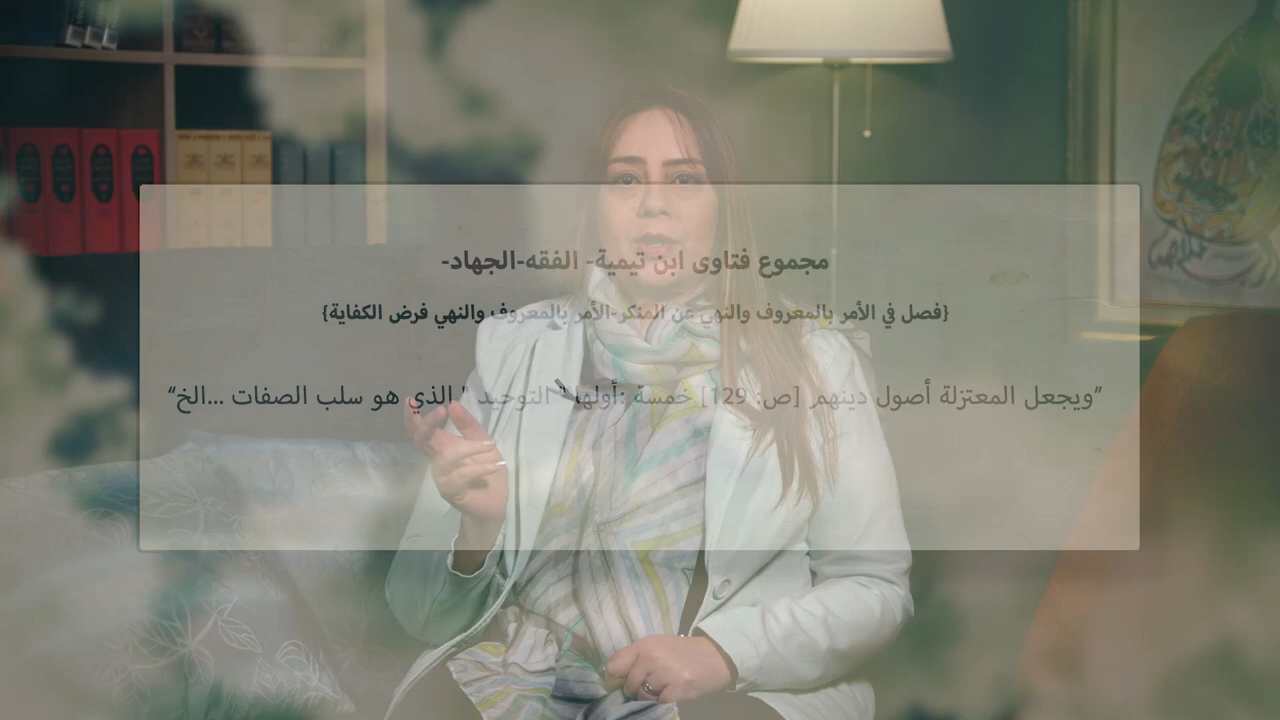 مجموع فتاوى ابن تيمية- الفقه-الجهاد-
{فصل في الأمر بالمعروف والنهي عن المنكر-الأمر بالمعروف والنهي فرض الكفاية}
”ويجعل المعتزلة أصول دينهم [ص: 129] خمسة :أولها " التوحيد " الذي هو سلب الصفات ...الخ“